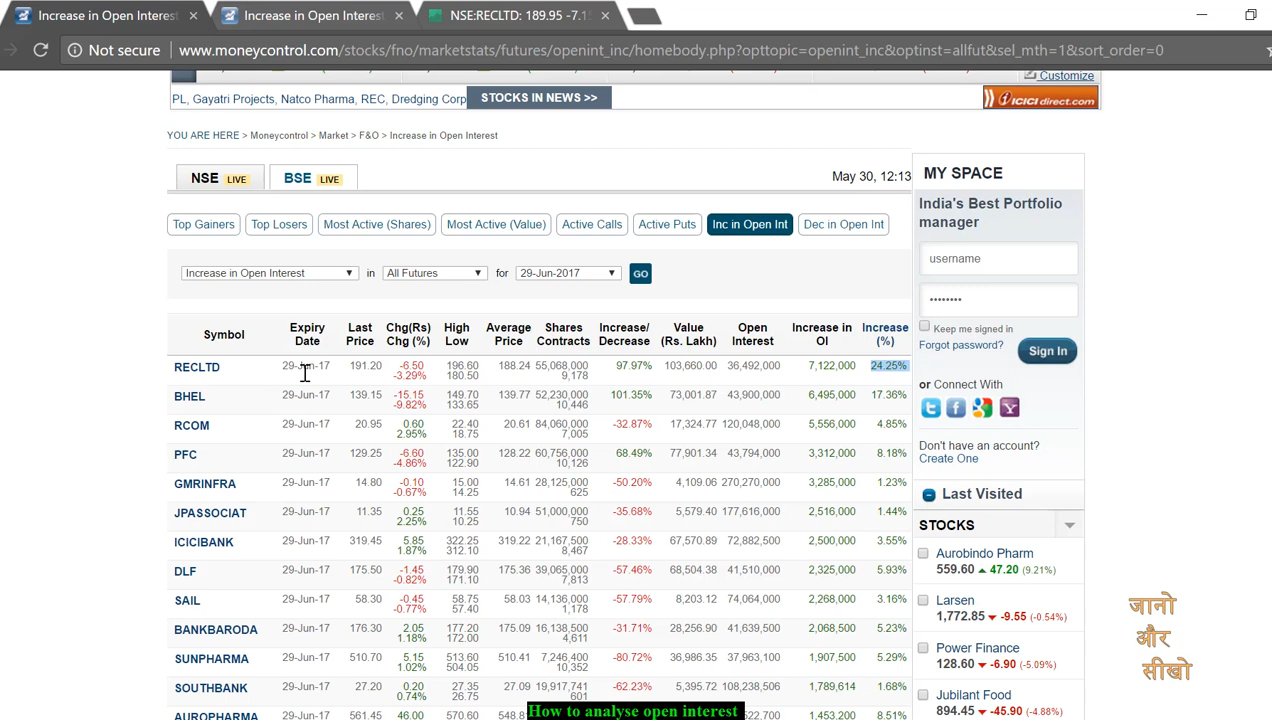 Increase in Open Interest
Increase in Open Interest
NSE:RECLTD: 189.95 -7.1
Not secure www.moneycontrol.com/stocks/fno/marketstats/futures/openint_inc/homebody.php?opttopic=openint_inc&optinst=allfut&sel_mth=1&sort_order=0
Customize
PL, Gayatri Projects, Natco Pharma, REC, Dredging Corp STOCKS IN NEWS >>
ICICIdirect.com
YOU ARE HERE > Moneycontrol > Market > F&O > Increase in Open Interest
NSE LIVE BSE LIVE May 30, 12:13
Top Gainers Top Losers Most Active (Shares) Most Active (Value) Active Calls Active Puts Inc in Open Int Dec in Open Int
Increase in Open Interest in All Futures for 29-Jun-2017 GO
Symbol Expiry Date Last Price Chg(Rs) Chg (%) High Low Average Price Shares Contracts Increase/ Decrease Value (Rs. Lakh) Open Interest Increase in OI Increase (%)
RECLTD 29-Jun-17 191.20 -6.50 -3.29% 196.60 180.50 188.24 55,068,000 9,178 97.97% 103,660.00 36,492,000 7,122,000 24.25%
BHEL 29-Jun-17 139.15 -15.15 -9.82% 149.70 133.65 139.77 52,230,000 10,446 101.35% 73,001.87 43,900,000 6,495,000 17.36%
RCOM 29-Jun-17 20.95 0.60 2.95% 22.40 18.75 20.61 84,060,000 7,005 -32.87% 17,324.77 120,048,000 5,556,000 4.85%
PFC 29-Jun-17 129.25 -6.60 -4.86% 132.25 122.90 128.22 60,756,000 10,126 68.49% 77,901.34 43,794,000 3,312,000 8.18%
GMRINFRA 29-Jun-17 14.80 -0.10 -0.67% 15.00 14.25 14.61 28,125,000 625 -50.20% 4,109.06 270,270,000 3,285,000 1.23%
JPASSOCIAT 29-Jun-17 11.35 0.25 2.25% 11.55 10.25 10.94 51,000,000 750 -35.68% 5,579.40 177,616,000 2,516,000 1.44%
ICICIBANK 29-Jun-17 319.45 5.85 1.87% 322.25 312.10 319.22 21,167,500 8,467 -28.33% 67,570.89 72,882,500 2,500,000 3.55%
DLF 29-Jun-17 175.50 -1.45 -0.82% 179.90 171.10 175.36 39,065,000 7,813 -57.46% 68,504.38 41,510,000 2,325,000 5.93%
SAIL 29-Jun-17 58.30 -0.45 -0.77% 58.75 57.40 58.03 14,136,000 1,178 -57.79% 8,203.12 74,064,000 2,268,000 3.16%
BANKBARODA 29-Jun-17 176.30 2.05 1.18% 177.20 172.00 175.09 16,138,500 4,611 -31.71% 28,256.90 41,639,500 2,068,500 5.23%
SUNPHARMA 29-Jun-17 510.70 5.15 1.02% 513.60 504.05 510.41 7,246,400 10,352 -80.72% 36,986.35 37,963,100 1,907,500 5.29%
SOUTHBANK 29-Jun-17 27.20 0.20 0.74% 27.35 26.75 27.09 19,917,741 601 -62.23% 5,395.72 108,238,506 1,789,614 1.68%
AUROPHARMA 29-Jun-17 561.45 46.00 570.60 548.8 522,700 1,453,200 8.51%
MY SPACE
India's Best Portfolio
manager
username
••••••••
Keep me signed in
Forgot password? Sign In
or Connect With
Don't have an account?
Create One
Last Visited
STOCKS
Aurobindo Pharm
559.60 47.20 (9.21%)
Larsen
1,772.85 -9.55 (-0.54%)
Power Finance
128.60 -6.90 (-5.09%)
Jubilant Food
894.45 -45.90 (-4.88%)
जानो
और
सीखो
How to analyse open interest